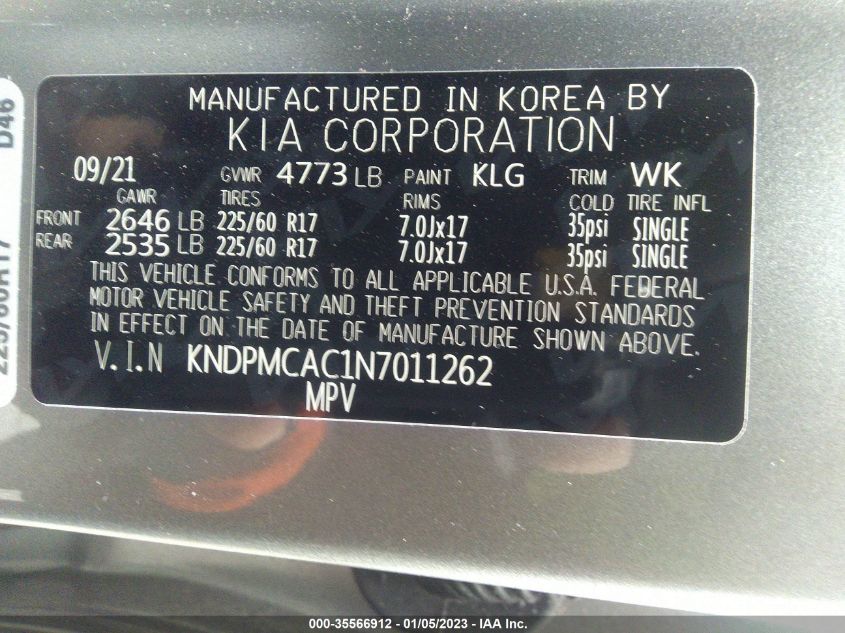 MANUFACTURED IN KOREA BY
KIA CORPORATION
09/21 GVWR 4773 LB PAINT KLG TRIM WK
GAWR TIRES RIMS COLD TIRE INFL
FRONT 2646 LB 225/60 R17 7.0Jx17 35psi SINGLE
REAR 2535 LB 225/60 R17 7.0Jx17 35psi SINGLE
THIS VEHICLE CONFORMS TO ALL APPLICABLE U.S.A. FEDERAL
MOTOR VEHICLE SAFETY AND THEFT PREVENTION STANDARDS
IN EFFECT ON THE DATE OF MANUFACTURE SHOWN ABOVE.
V.I.N KNDPMCAC1N7011262
MPV
D46
225/60R17
000-35566912 - 01/05/2023 - IAA Inc.